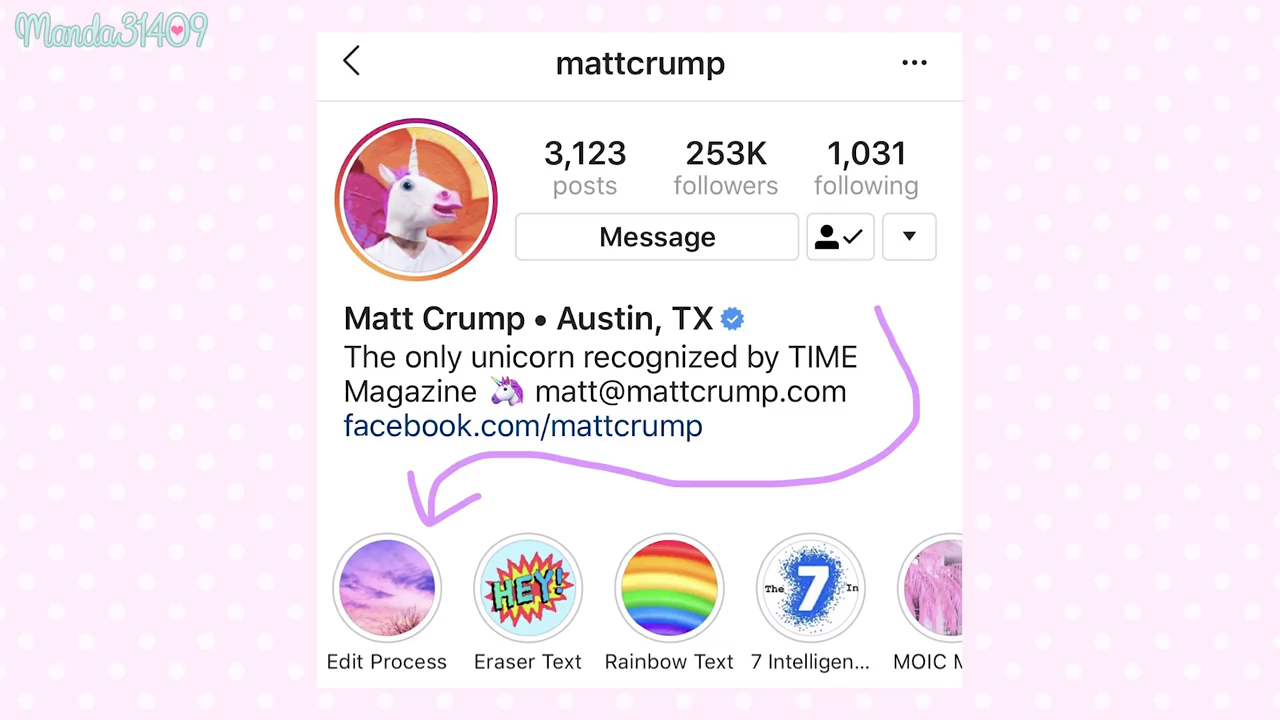 Manda31409
mattcrump
3,123 253K 1,031
posts followers following
Message
Matt Crump • Austin, TX
The only unicorn recognized by TIME
Magazine 🦄 matt@mattcrump.com
facebook.com/mattcrump
HEY!
The 7 In
Edit Process Eraser Text Rainbow Text 7 Intelligen... MOIC